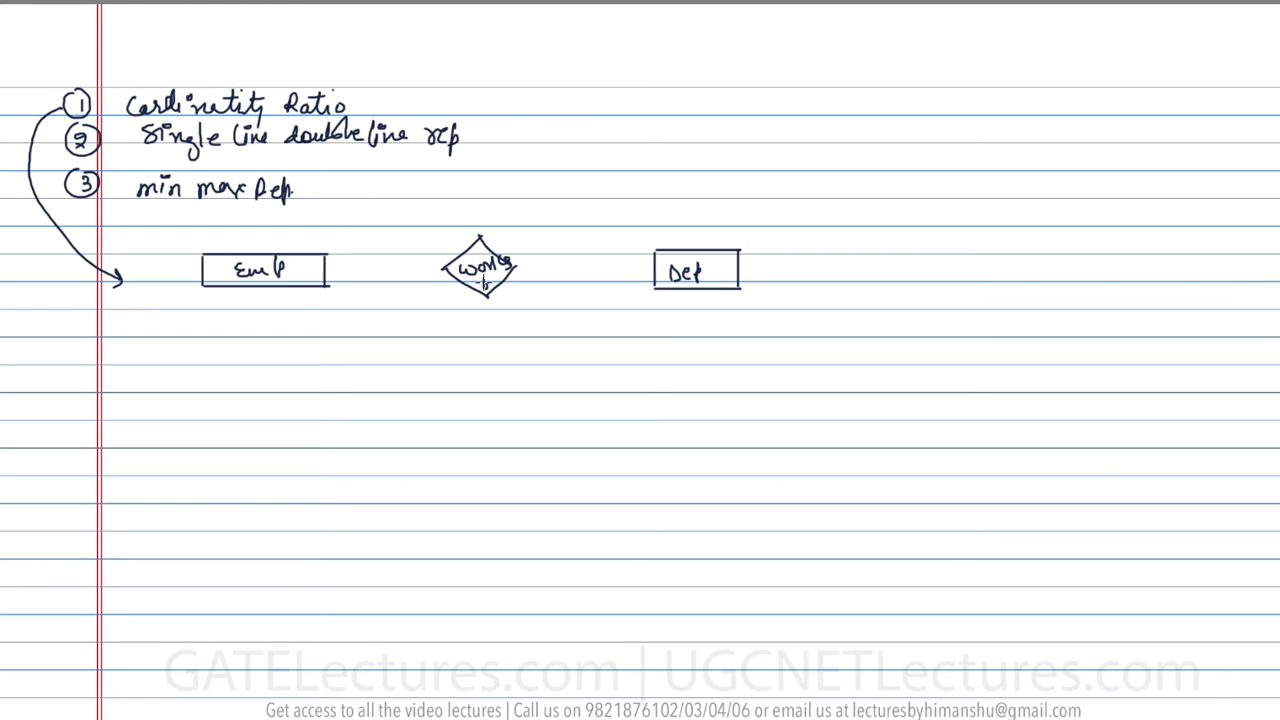 ① Cardinality Ratio
② Single line double line rep
③ min max Rep.
Emp works Dep
GATELectures.com | UGCNETLectures.com
Get access to all the video lectures | Call us on 9821876102/03/04/06 or email us at lecturesbyhimanshu@gmail.com